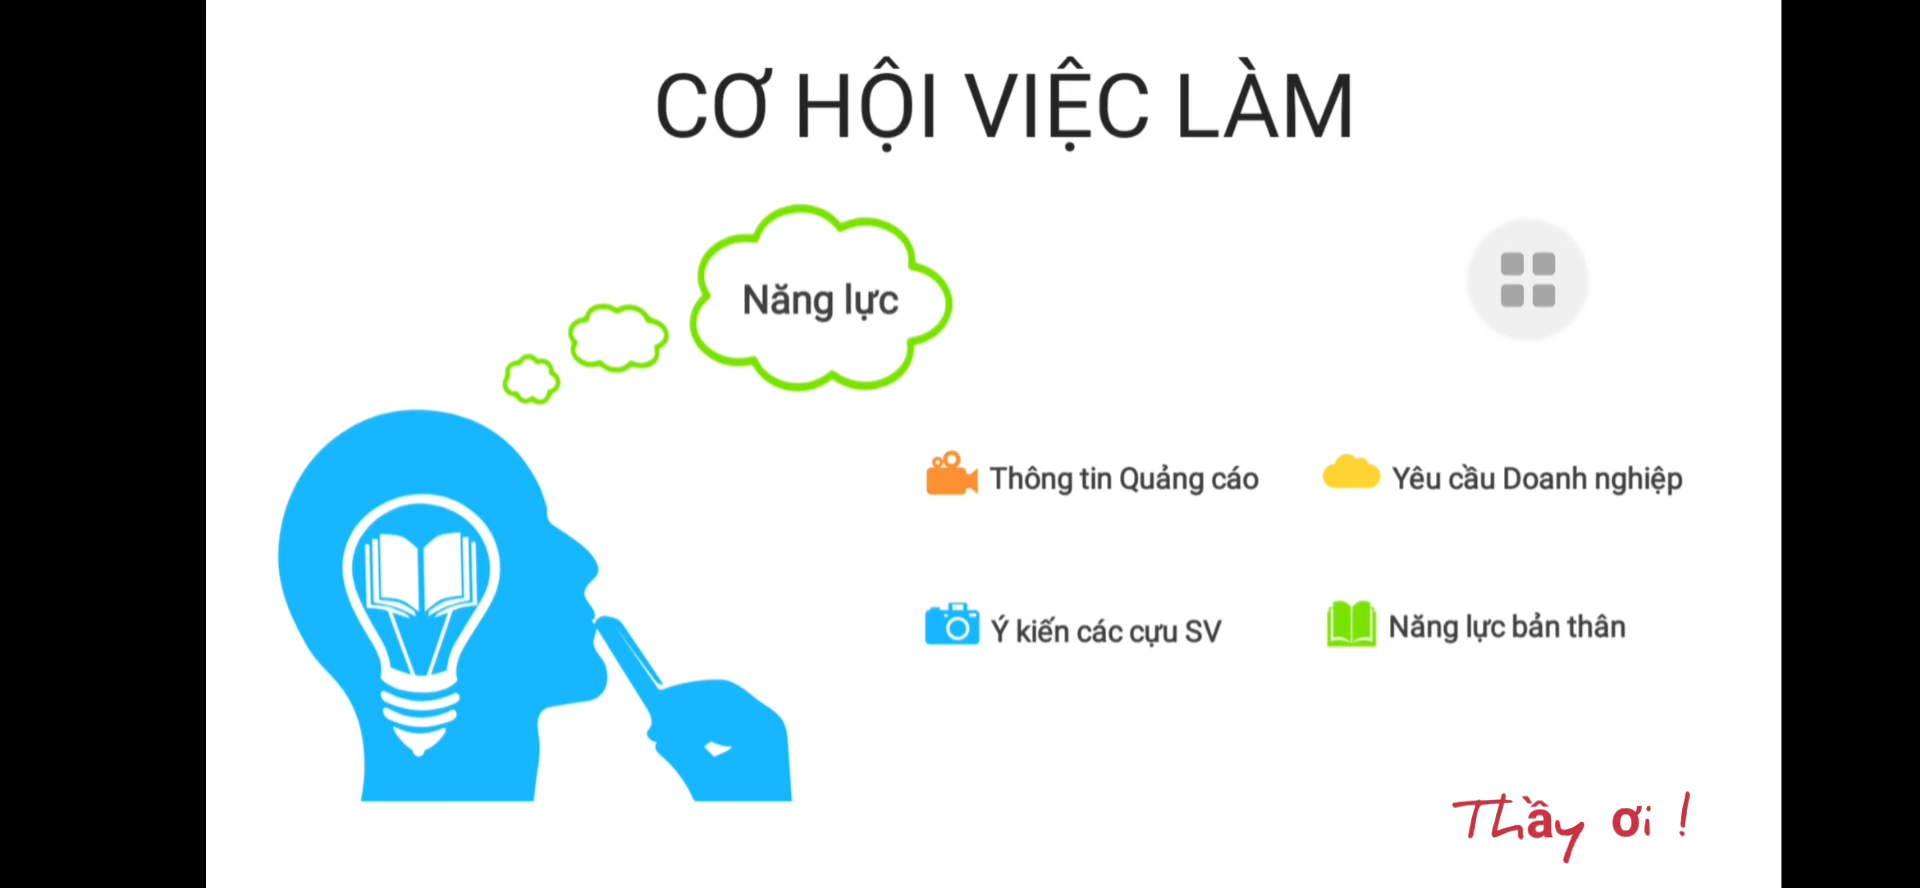 CƠ HỘI VIỆC LÀM
Năng lực
Thông tin Quảng cáo
Yêu cầu Doanh nghiệp
Ý kiến các cựu SV
Năng lực bản thân
Thầy ơi !